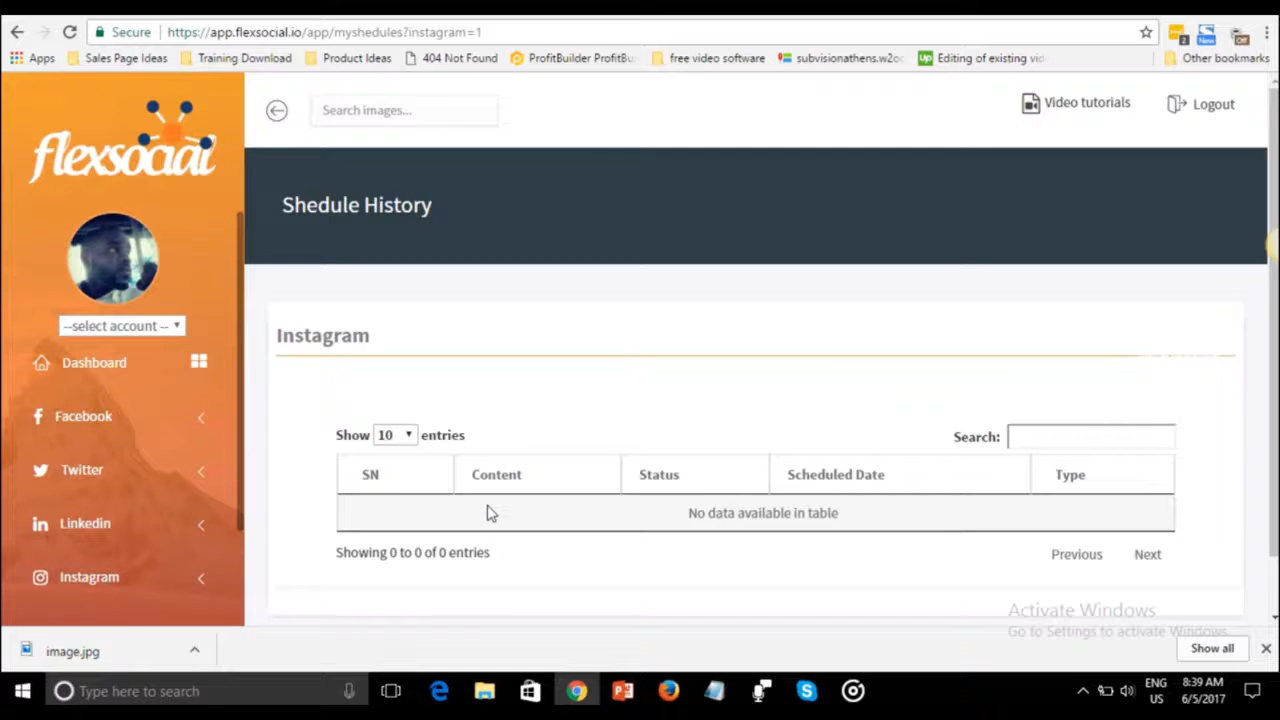 Secure https://app.flexsocial.io/app/myshedules?instagram=1
2 New Off
Apps Sales Page Ideas Training Download Product Ideas 404 Not Found ProfitBuilder ProfitBu free video software subvisionathens.w2o Up Editing of existing vi Other bookmarks
flexsocial
Search images...
Video tutorials
Logout
Shedule History
--select account --
Dashboard
Facebook
Twitter
Linkedin
Instagram
Instagram
Show 10 entries
Search:
SN Content Status Scheduled Date Type
No data available in table
Showing 0 to 0 of 0 entries
Previous Next
Activate Windows
Go to Settings to activate Windows.
image.jpg
Show all
Type here to search
ENG
US
8:39 AM
6/5/2017